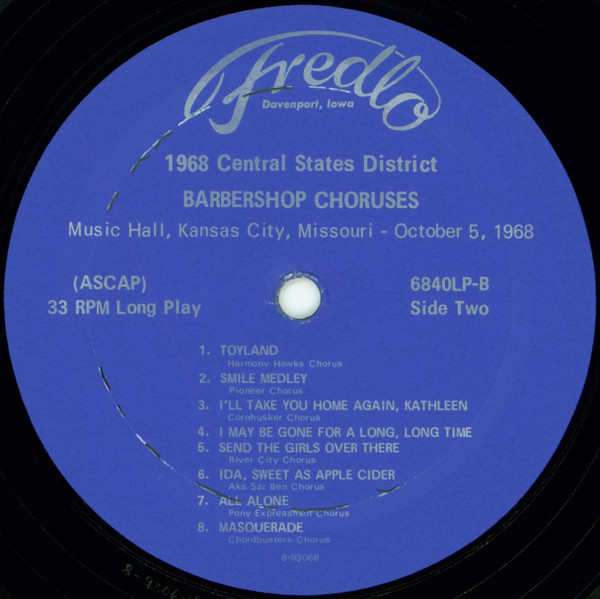 Fredlo
Davenport, Iowa
1968 Central States District
BARBERSHOP CHORUSES
Music Hall, Kansas City, Missouri - October 5, 1968
(ASCAP) 6840LP-B
33 RPM Long Play Side Two
1. TOYLAND
Harmony Hawks Chorus
2. SMILE MEDLEY
Pioneer Chorus
3. I'LL TAKE YOU HOME AGAIN, KATHLEEN
Cornhusker Chorus
4. I MAY BE GONE FOR A LONG, LONG TIME
5. SEND THE GIRLS OVER THERE
River City Chorus
6. IDA, SWEET AS APPLE CIDER
Aks Sar Ben Chorus
7. ALL ALONE
Pony Expressmen Chorus
8. MASQUERADE
Chordbusters Chorus
8-9306B